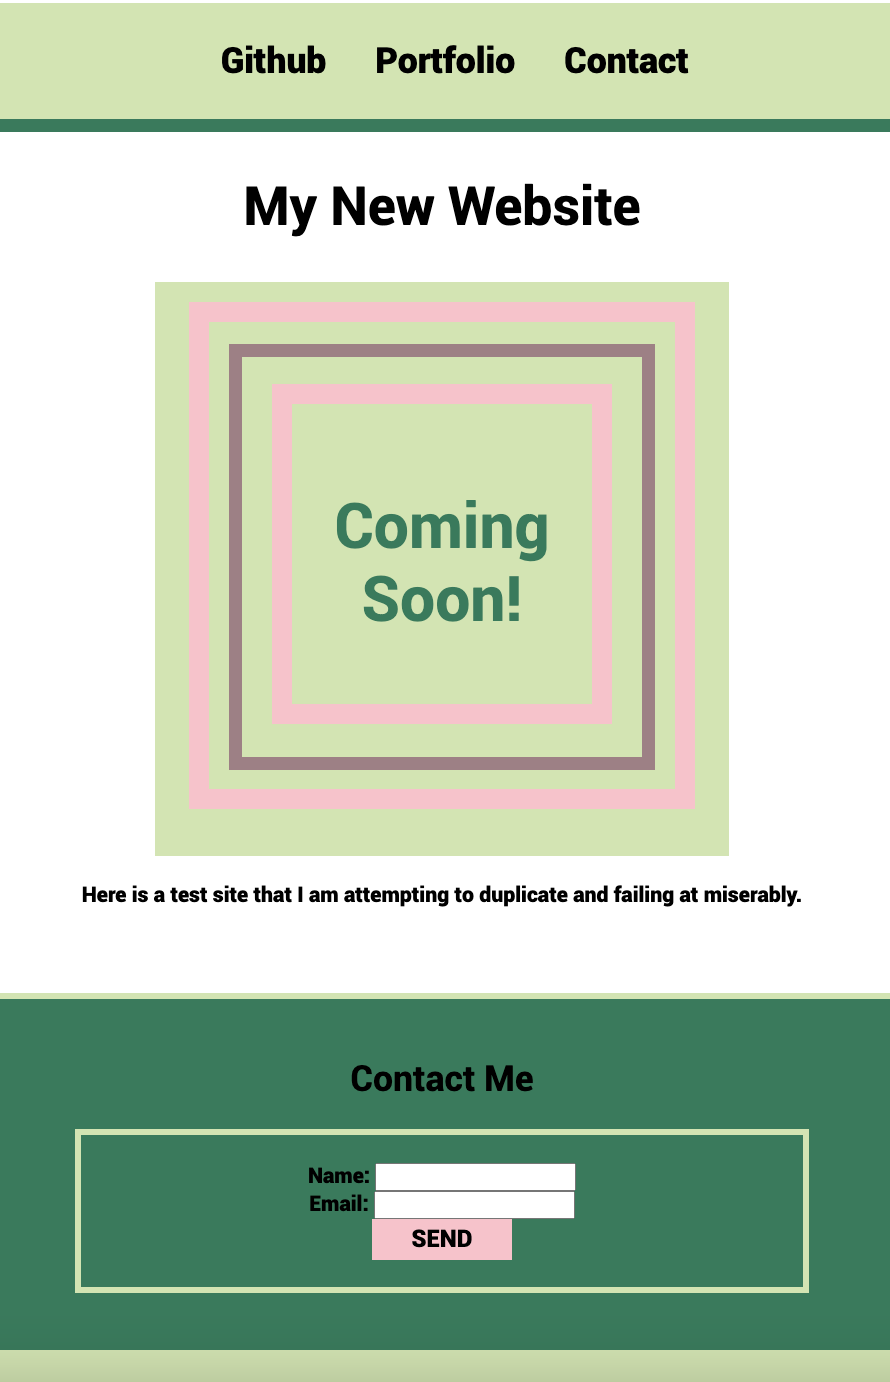 Github Portfolio Contact
My New Website
Coming
Soon!
Here is a test site that I am attempting to duplicate and failing at miserably.
Contact Me
Name:
Email:
SEND